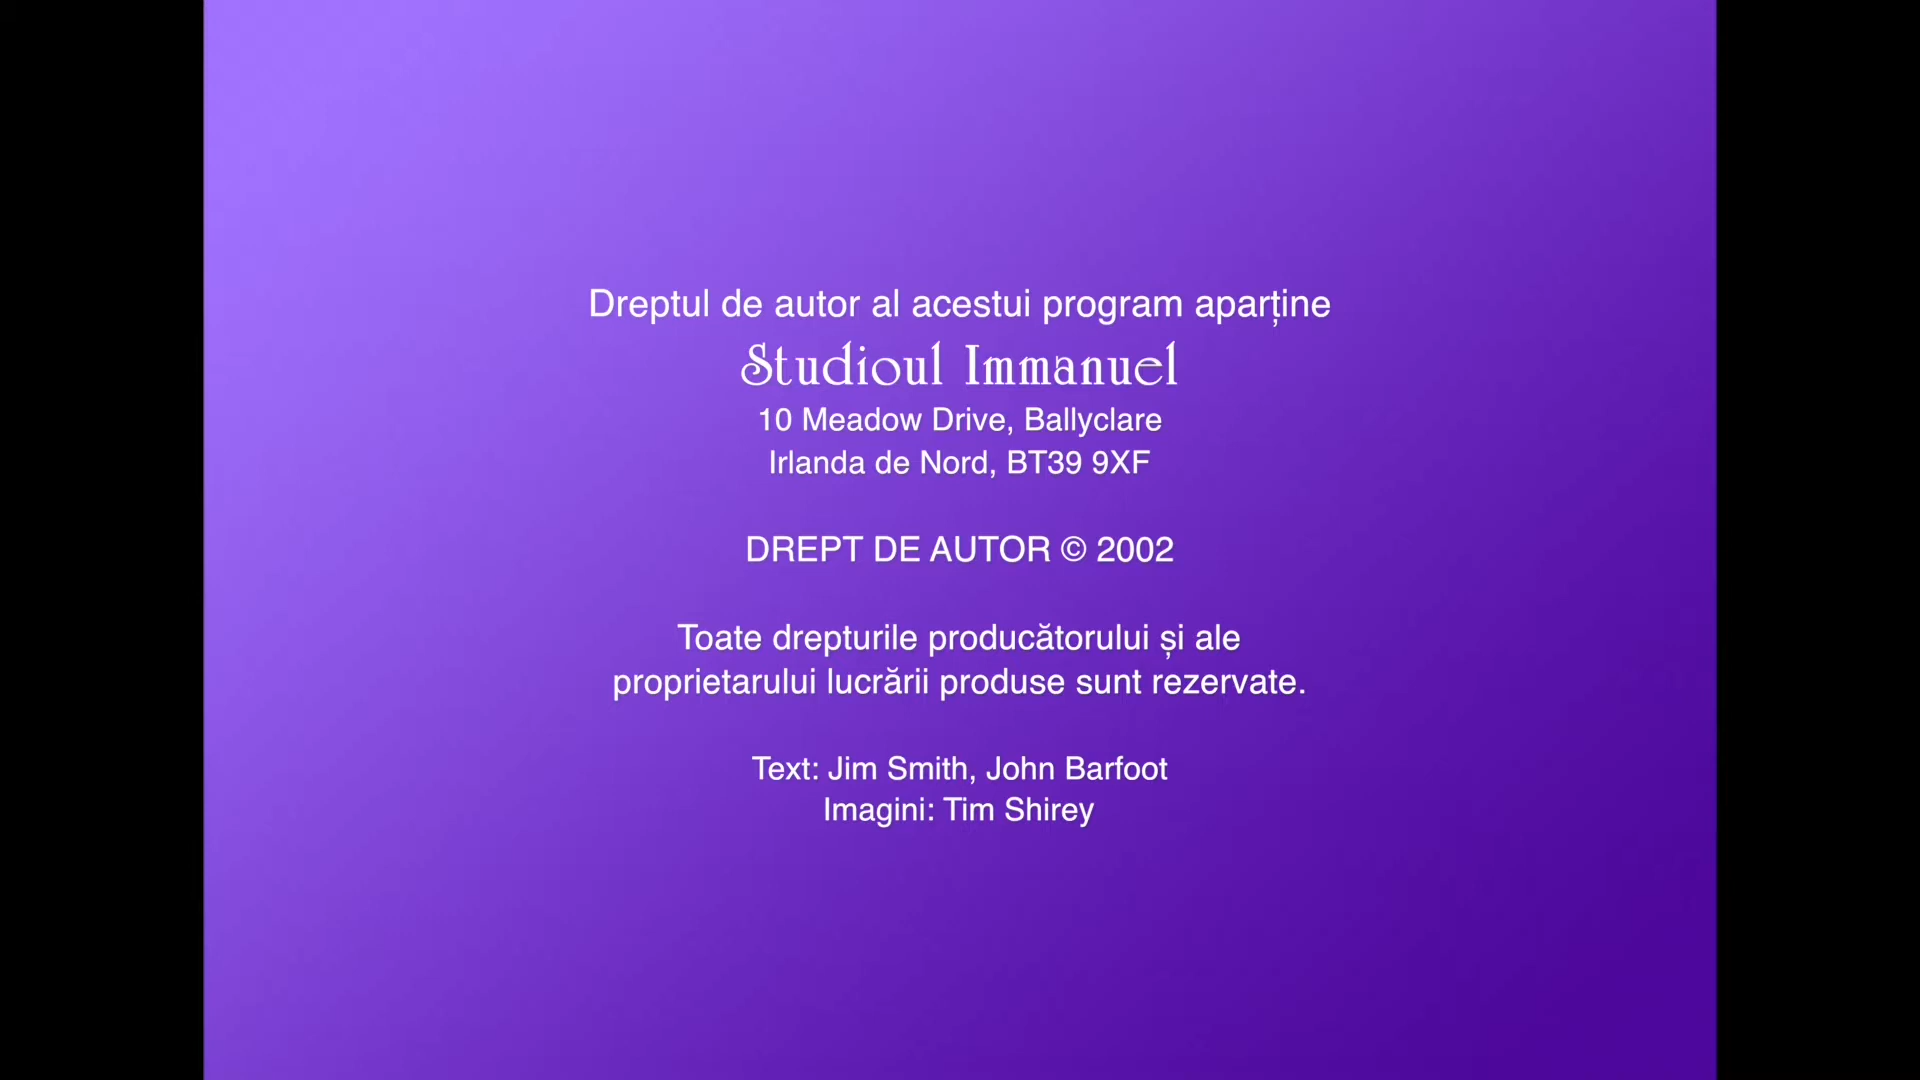 Dreptul de autor al acestui program aparține
Studioul Immanuel
10 Meadow Drive, Ballyclare
Irlanda de Nord, BT39 9XF
DREPT DE AUTOR © 2002
Toate drepturile producătorului și ale
proprietarului lucrării produse sunt rezervate.
Text: Jim Smith, John Barfoot
Imagini: Tim Shirey